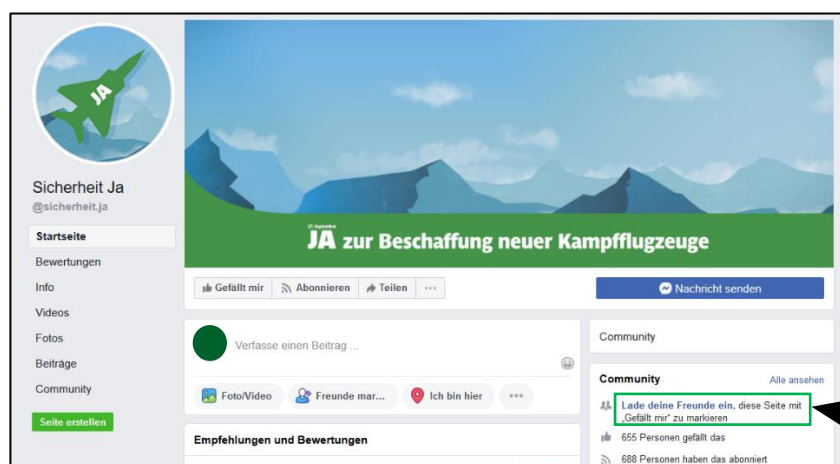 JA
Sicherheit Ja
@sicherheit.ja
Startseite
Bewertungen
Info
Videos
Fotos
Beiträge
Community
Seite erstellen
27. September
JA zur Beschaffung neuer Kampfflugzeuge
Gefällt mir
Abonnieren
Teilen
Nachricht senden
Verfasse einen Beitrag ...
Foto/Video
Freunde mar...
Ich bin hier
Empfehlungen und Bewertungen
Community
Community
Alle ansehen
Lade deine Freunde ein, diese Seite mit
„Gefällt mir“ zu markieren
655 Personen gefällt das
688 Personen haben das abonniert